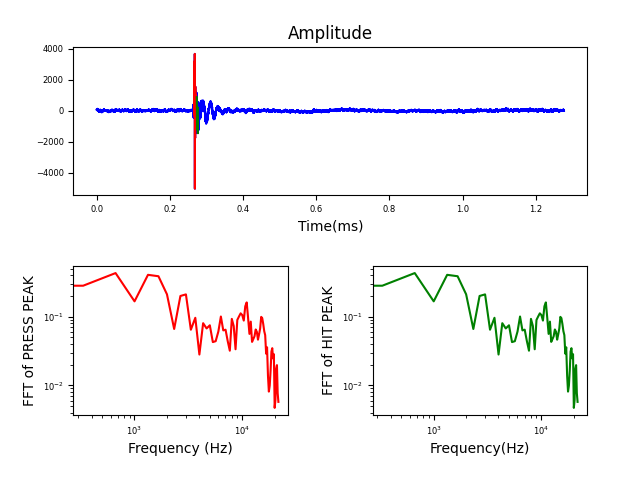 Amplitude
4000
2000
0
−2000
−4000
0.0 0.2 0.4 0.6 0.8 1.0 1.2
Time(ms)
FFT of PRESS PEAK
10⁻¹
10⁻²
10³ 10⁴
Frequency (Hz)
FFT of HIT PEAK
10⁻¹
10⁻²
10³ 10⁴
Frequency(Hz)